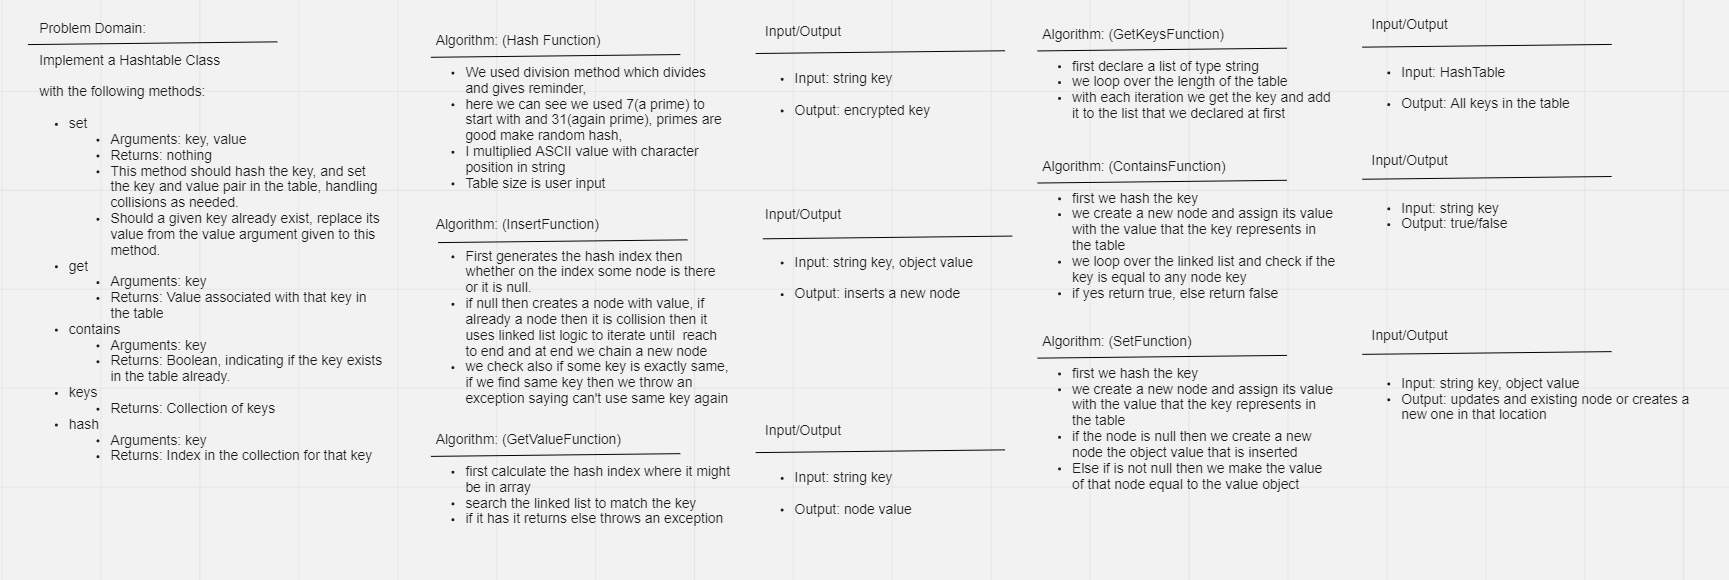 Problem Domain:
Implement a Hashtable Class
with the following methods:
• set
• Arguments: key, value
• Returns: nothing
• This method should hash the key, and set
the key and value pair in the table, handling
collisions as needed.
• Should a given key already exist, replace its
value from the value argument given to this
method.
• get
• Arguments: key
• Returns: Value associated with that key in
the table
• contains
• Arguments: key
• Returns: Boolean, indicating if the key exists
in the table already.
• keys
• Returns: Collection of keys
• hash
• Arguments: key
• Returns: Index in the collection for that key
Algorithm: (Hash Function)
• We used division method which divides
and gives reminder,
• here we can see we used 7(a prime) to
start with and 31(again prime), primes are
good make random hash,
• I multiplied ASCII value with character
position in string
• Table size is user input
Input/Output
• Input: string key
• Output: encrypted key
Algorithm: (InsertFunction)
• First generates the hash index then
whether on the index some node is there
or it is null.
• if null then creates a node with value, if
already a node then it is collision then it
uses linked list logic to iterate until reach
to end and at end we chain a new node
• we check also if some key is exactly same,
if we find same key then we throw an
exception saying can't use same key again
Input/Output
• Input: string key, object value
• Output: inserts a new node
Algorithm: (GetValueFunction)
• first calculate the hash index where it might
be in array
• search the linked list to match the key
• if it has it returns else throws an exception
Input/Output
• Input: string key
• Output: node value
Algorithm: (GetKeysFunction)
• first declare a list of type string
• we loop over the length of the table
• with each iteration we get the key and add
it to the list that we declared at first
Input/Output
• Input: HashTable
• Output: All keys in the table
Algorithm: (ContainsFunction)
• first we hash the key
• we create a new node and assign its value
with the value that the key represents in
the table
• we loop over the linked list and check if the
key is equal to any node key
• if yes return true, else return false
Input/Output
• Input: string key
• Output: true/false
Algorithm: (SetFunction)
• first we hash the key
• we create a new node and assign its value
with the value that the key represents in
the table
• if the node is null then we create a new
node the object value that is inserted
• Else if is not null then we make the value
of that node equal to the value object
Input/Output
• Input: string key, object value
• Output: updates and existing node or creates a
new one in that location